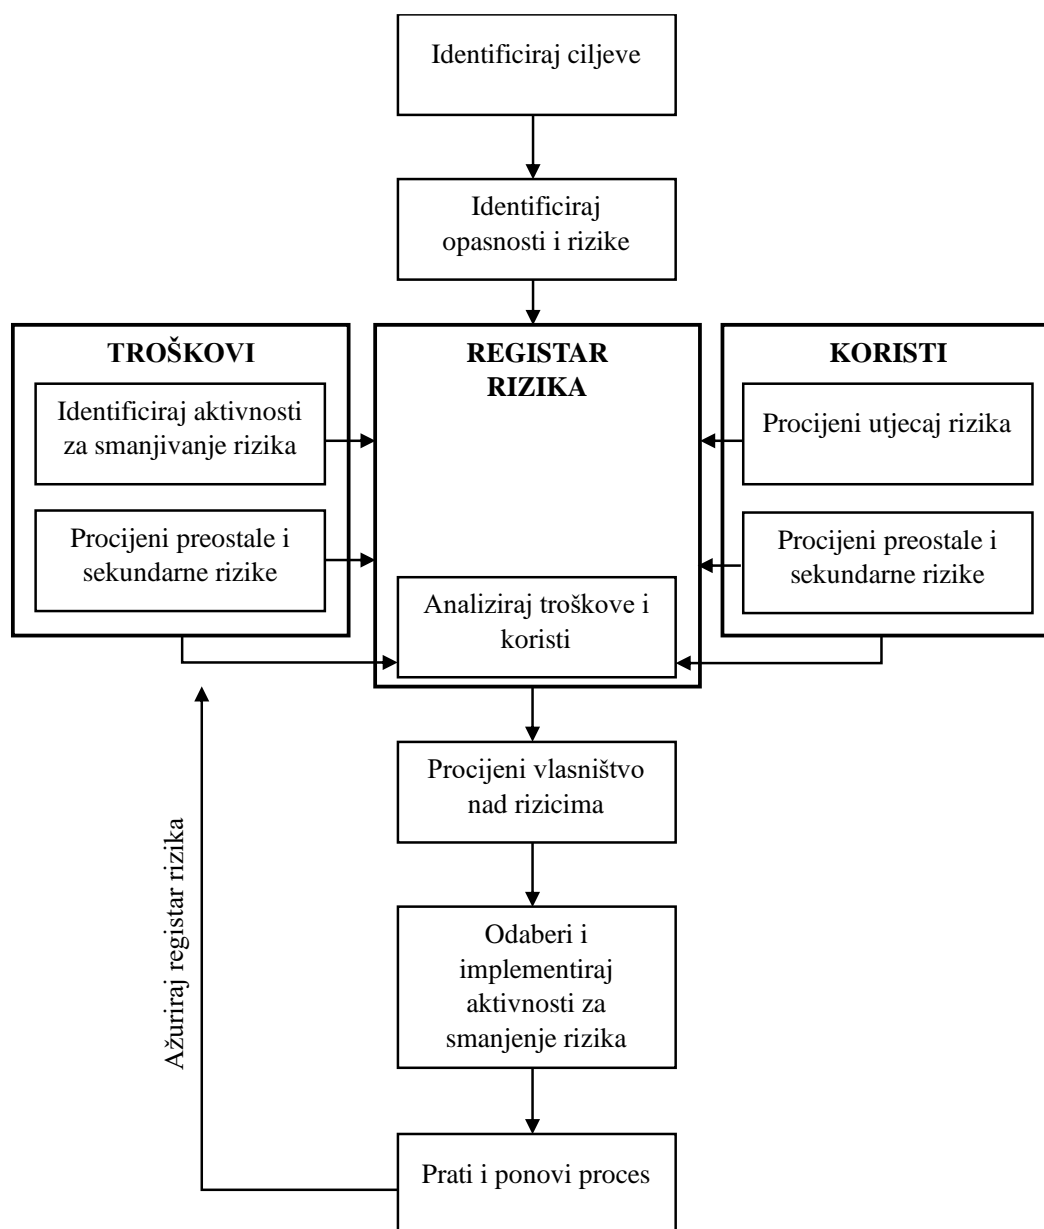 Identificiraj ciljeve
Identificiraj
opasnosti i rizike
TROŠKOVI
Identificiraj aktivnosti
za smanjivanje rizika
Procijeni preostale i
sekundarne rizike
REGISTAR
RIZIKA
Analiziraj troškove i
koristi
KORISTI
Procijeni utjecaj rizika
Procijeni preostale i
sekundarne rizike
Procijeni vlasništvo
nad rizicima
Odaberi i
implementiraj
aktivnosti za
smanjenje rizika
Prati i ponovi proces
Ažuriraj registar rizika